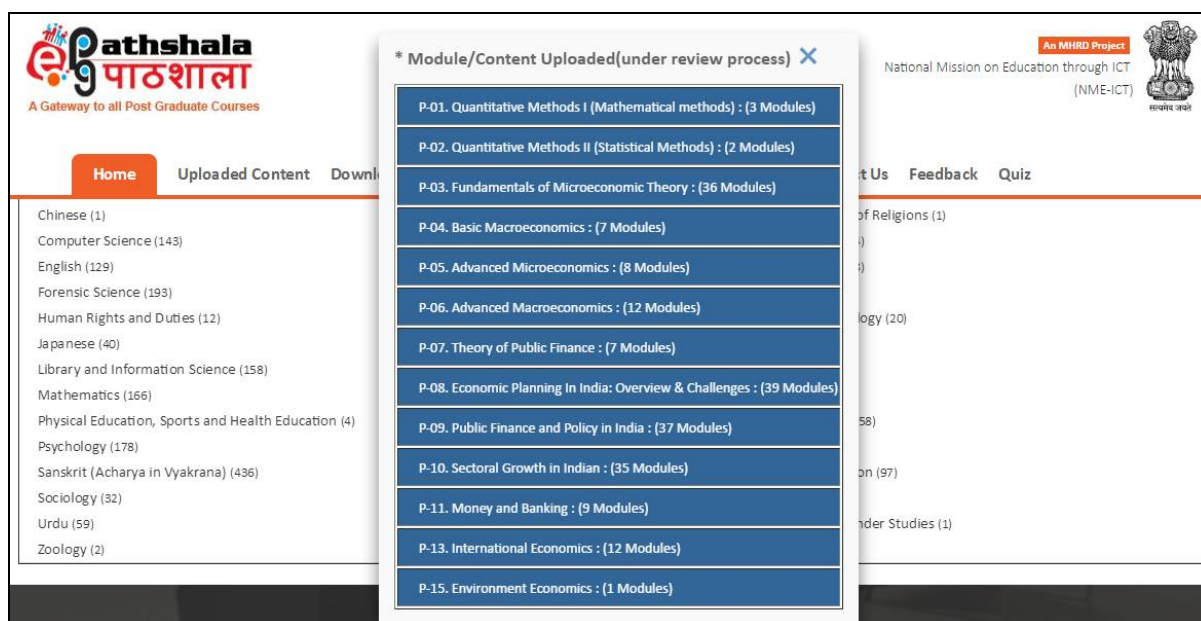 ePathshala
पाठशाला
A Gateway to all Post Graduate Courses
An MHRD Project
National Mission on Education through ICT
(NME-ICT)
सत्यमेव जयते
Home Uploaded Content Downl t Us Feedback Quiz
* Module/Content Uploaded(under review process) X
P-01. Quantitative Methods I (Mathematical methods) : (3 Modules)
P-02. Quantitative Methods II (Statistical Methods) : (2 Modules)
P-03. Fundamentals of Microeconomic Theory : (36 Modules)
P-04. Basic Macroeconomics : (7 Modules)
P-05. Advanced Microeconomics : (8 Modules)
P-06. Advanced Macroeconomics : (12 Modules)
P-07. Theory of Public Finance : (7 Modules)
P-08. Economic Planning In India: Overview & Challenges : (39 Modules)
P-09. Public Finance and Policy in India : (37 Modules)
P-10. Sectoral Growth in Indian : (35 Modules)
P-11. Money and Banking : (9 Modules)
P-13. International Economics : (12 Modules)
P-15. Environment Economics : (1 Modules)
Chinese (1)
Computer Science (143)
English (129)
Forensic Science (193)
Human Rights and Duties (12)
Japanese (40)
Library and Information Science (158)
Mathematics (166)
Physical Education, Sports and Health Education (4)
Psychology (178)
Sanskrit (Acharya in Vyakrana) (436)
Sociology (32)
Urdu (59)
Zoology (2)
of Religions (1)
logy (20)
58)
on (97)
nder Studies (1)